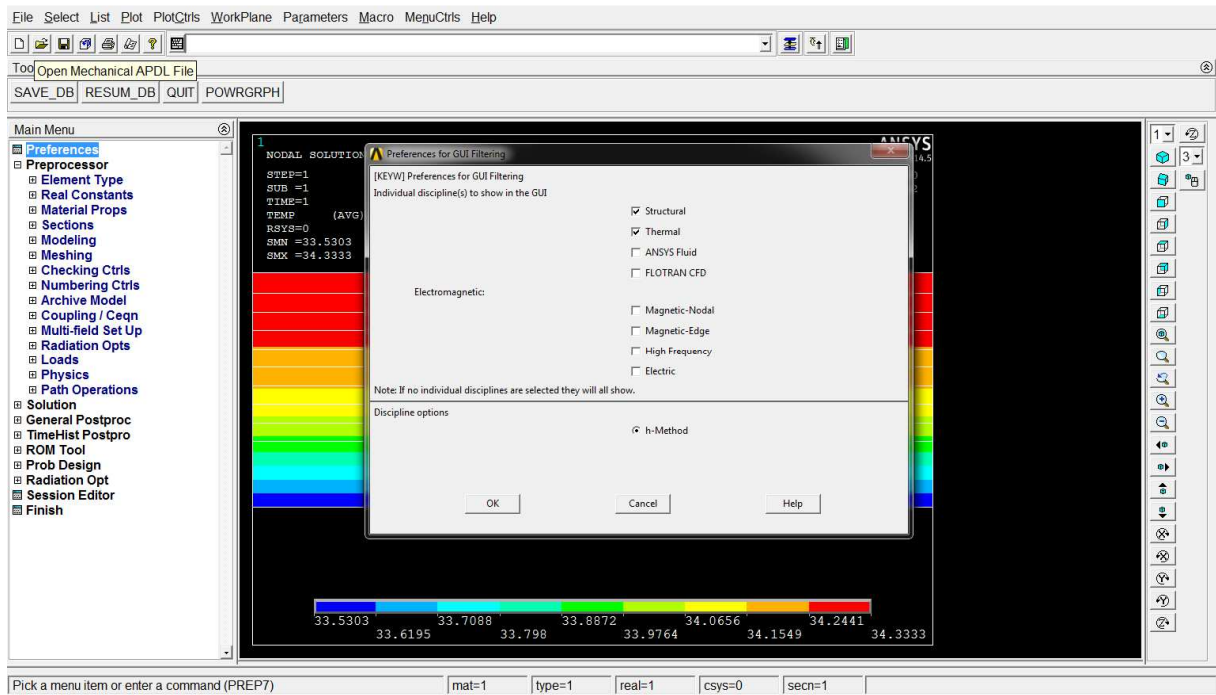 File Select List Plot PlotCtrls WorkPlane Parameters Macro MenuCtrls Help
Too
Open Mechanical APDL File
SAVE_DB RESUM_DB QUIT POWRGRPH
Main Menu
Preferences
Preprocessor
Element Type
Real Constants
Material Props
Sections
Modeling
Meshing
Checking Ctrls
Numbering Ctrls
Archive Model
Coupling / Ceqn
Multi-field Set Up
Radiation Opts
Loads
Physics
Path Operations
Solution
General Postproc
TimeHist Postpro
ROM Tool
Prob Design
Radiation Opt
Session Editor
Finish
1
NODAL SOLUTION
STEP=1
SUB =1
TIME=1
TEMP (AVG)
RSYS=0
SMN =33.5303
SMX =34.3333
ANSYS
14.5
Preferences for GUI Filtering
[KEYW] Preferences for GUI Filtering
Individual discipline(s) to show in the GUI
Structural
Thermal
ANSYS Fluid
FLOTRAN CFD
Electromagnetic:
Magnetic-Nodal
Magnetic-Edge
High Frequency
Electric
Note: If no individual disciplines are selected they will all show.
Discipline options
h-Method
OK Cancel Help
33.5303 33.7088 33.8872 34.0656 34.2441
33.6195 33.798 33.9764 34.1549 34.3333
1
3
Pick a menu item or enter a command (PREP7) mat=1 type=1 real=1 csys=0 secn=1